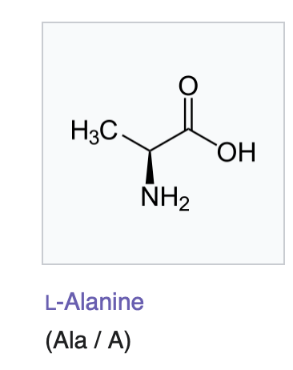 O
H₃C
OH
NH₂
L-Alanine
(Ala / A)